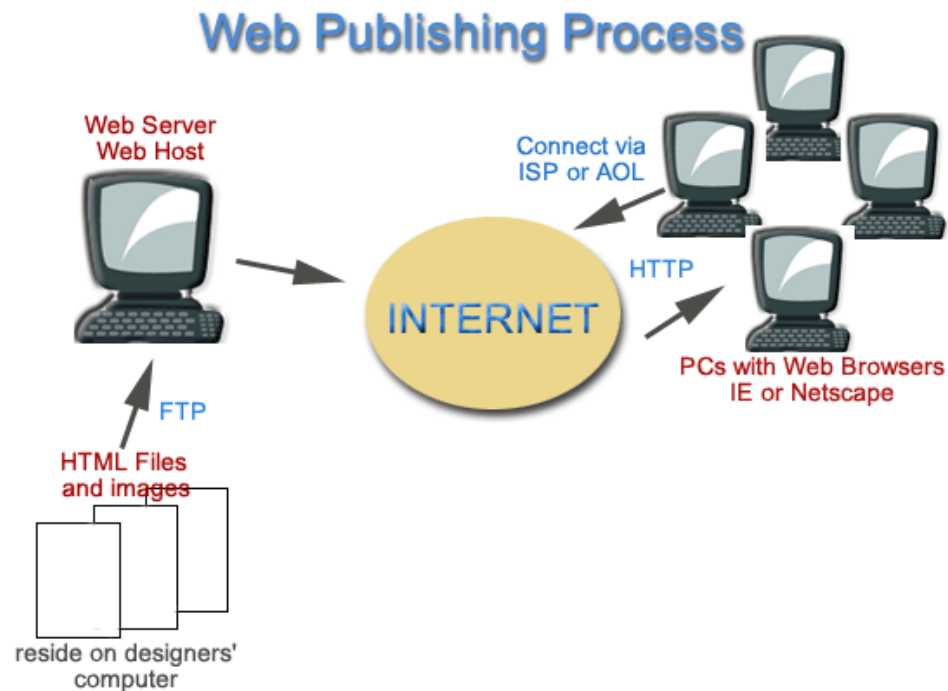 Web Publishing Process
Web Server
Web Host
Connect via
ISP or AOL
INTERNET
HTTP
PCs with Web Browsers
IE or Netscape
FTP
HTML Files
and images
reside on designers'
computer